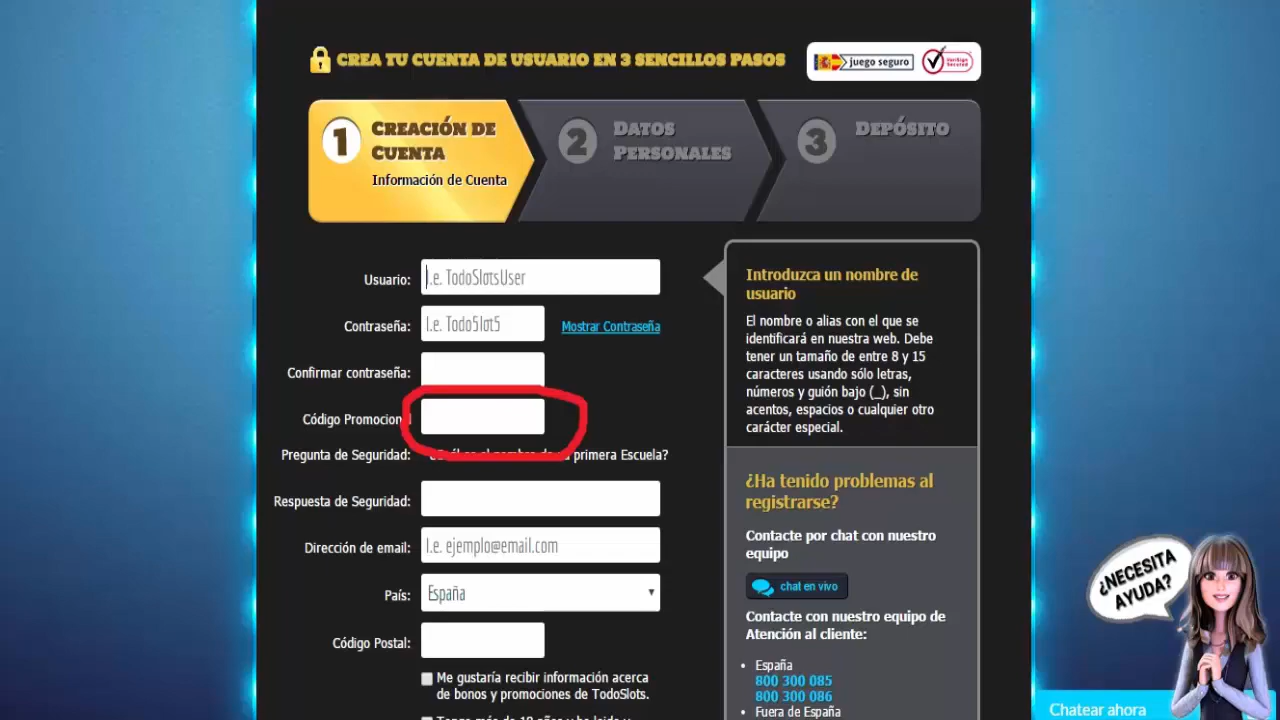 CREA TU CUENTA DE USUARIO EN 3 SENCILLOS PASOS
juego seguro
1
CREACIÓN DE
CUENTA
Información de Cuenta
2
DATOS
PERSONALES
3
DEPÓSITO
Usuario:
I.e. TodoSlotsUser
Contraseña:
I.e. TodoSlot5
Mostrar Contraseña
Confirmar contraseña:
Código Promocion
Pregunta de Seguridad:
primera Escuela?
Respuesta de Seguridad:
Dirección de email:
I.e. ejemplo@email.com
País:
España
Código Postal:
Me gustaría recibir información acerca
de bonos y promociones de TodoSlots.
Introduzca un nombre de
usuario
El nombre o alias con el que se
identificará en nuestra web. Debe
tener un tamaño de entre 8 y 15
caracteres usando sólo letras,
números y guión bajo (_), sin
acentos, espacios o cualquier otro
carácter especial.
¿Ha tenido problemas al
registrarse?
Contacte por chat con nuestro
equipo
chat en vivo
Contacte con nuestro equipo de
Atención al cliente:
• España
800 300 085
800 300 086
• Fuera de España
¿NECESITA
AYUDA?
Chatear ahora